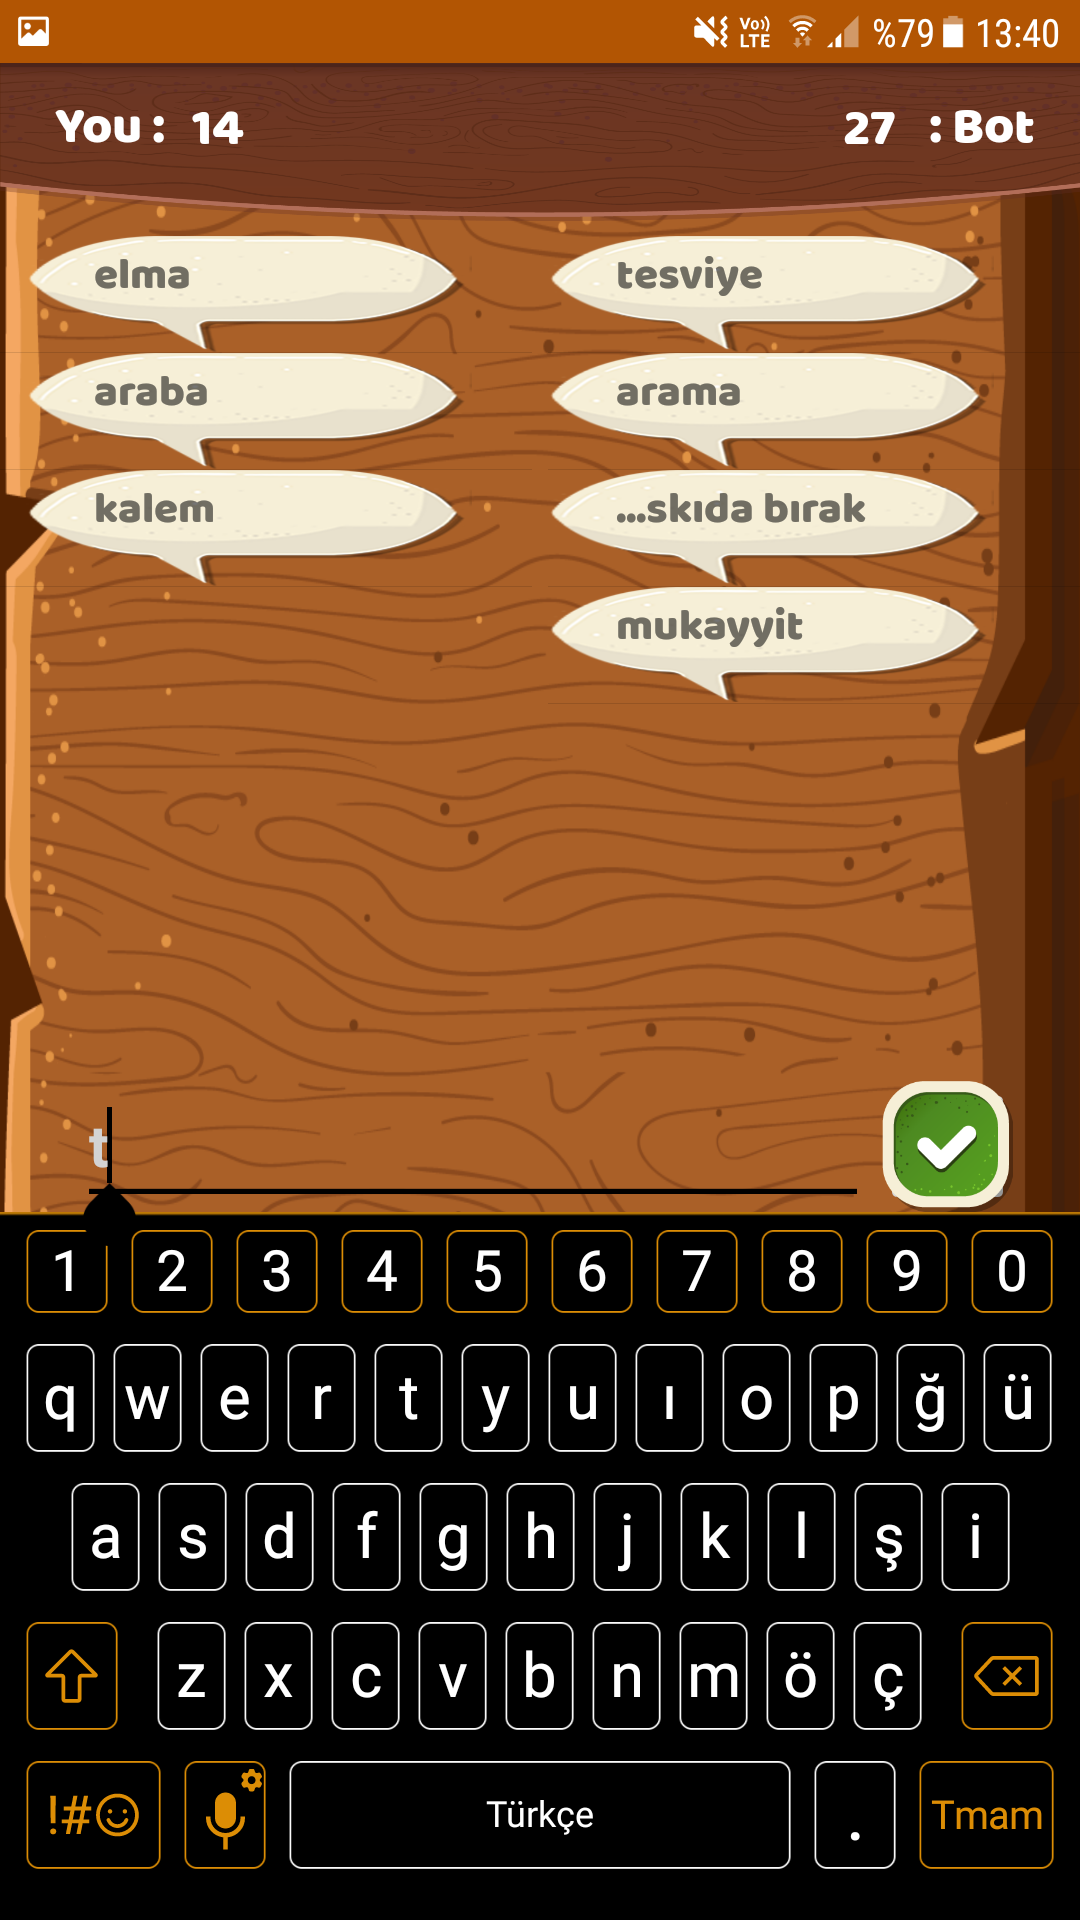 Vo)) LTE %79 13:40
You : 14 27 : Bot
elma tesviye
araba arama
kalem ...skıda bırak
mukayyit
t
1 2 3 4 5 6 7 8 9 0
q w e r t y u ı o p ğ ü
a s d f g h j k l ş i
z x c v b n m ö ç
!#☺ Türkçe . Tmam